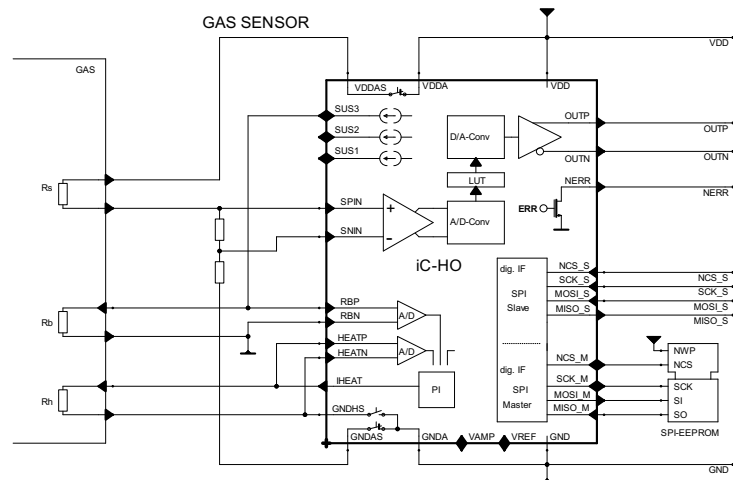 GAS SENSOR
VDD
GAS
VDDAS
VDDA
VDD
SUS3
SUS2
SUS1
D/A-Conv
OUTP
OUTP
OUTN
OUTN
LUT
NERR
NERR
Rs
SPIN
A/D-Conv
ERR
SNIN
iC-HO
dig. IF
SPI
Slave
NCS_S
NCS_S
SCK_S
SCK_S
MOSI_S
MOSI_S
MISO_S
MISO_S
Rb
RBP
RBN
A/D
HEATP
HEATN
A/D
NWP
NCS
NCS_M
dig. IF
SPI
Master
SCK_M
MOSI_M
MISO_M
SCK
SI
SO
SPI-EEPROM
Rh
IHEAT
PI
GNDHS
GNDAS
GNDA
VAMP
VREF
GND
GND